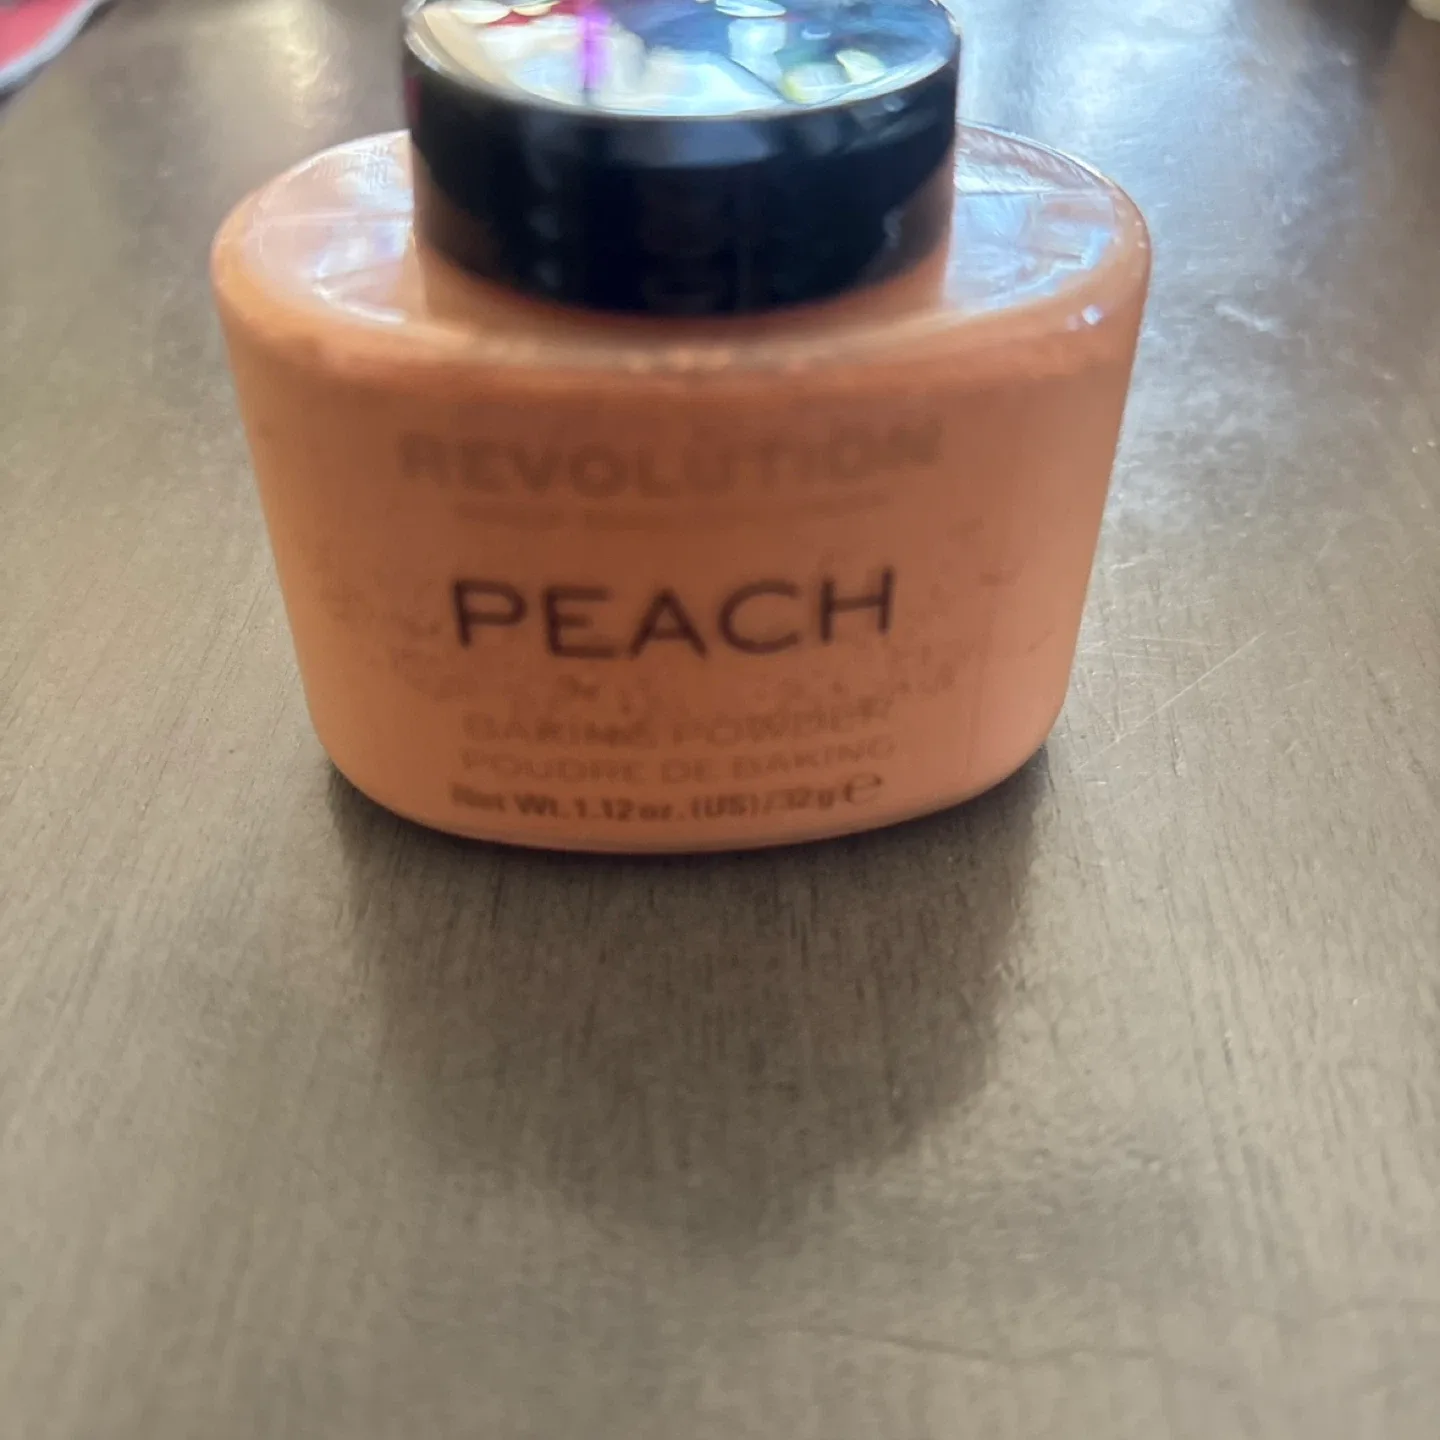 REVOLUTION
PEACH
BAKING POWDER
POUDRE DE BAKING
Net Wt. 1.12 oz. (US) / 32g ℮